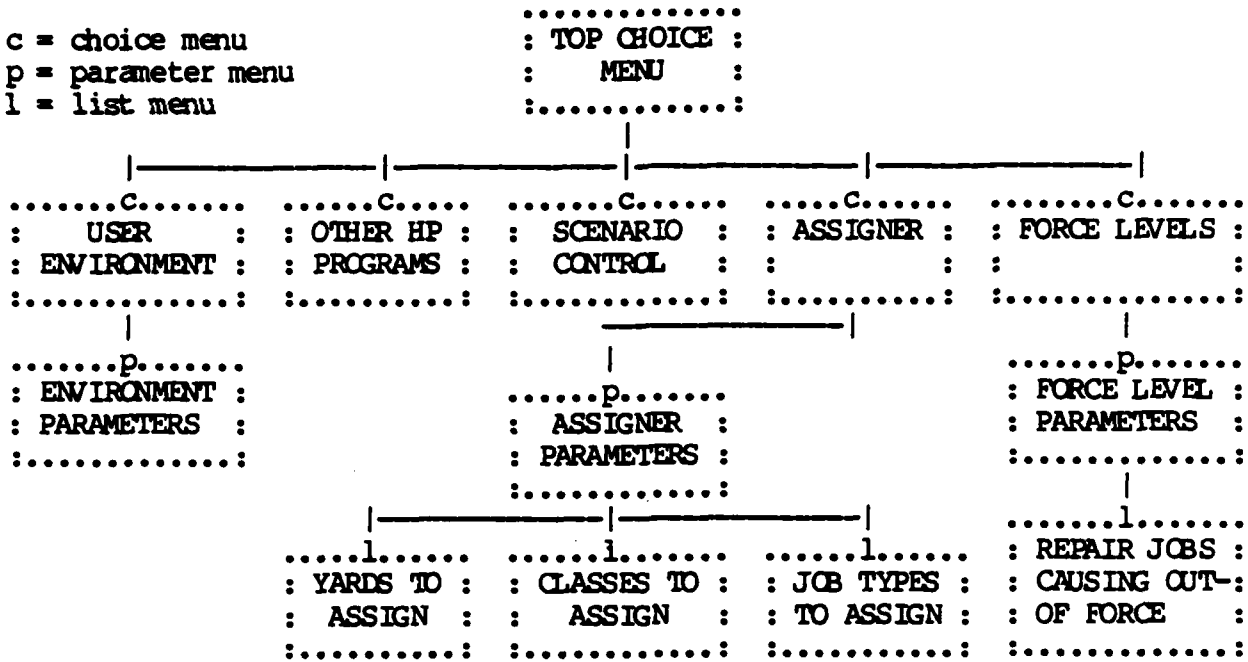 c = choice menu
p = parameter menu
l = list menu
TOP CHOICE
MENU
c
USER
ENVIRONMENT
c
OTHER HP
PROGRAMS
c
SCENARIO
CONTROL
c
ASSIGNER
c
FORCE LEVELS
p
ENVIRONMENT
PARAMETERS
p
ASSIGNER
PARAMETERS
p
FORCE LEVEL
PARAMETERS
l
YARDS TO
ASSIGN
l
CLASSES TO
ASSIGN
l
JOB TYPES
TO ASSIGN
l
REPAIR JOBS
CAUSING OUT-
OF FORCE